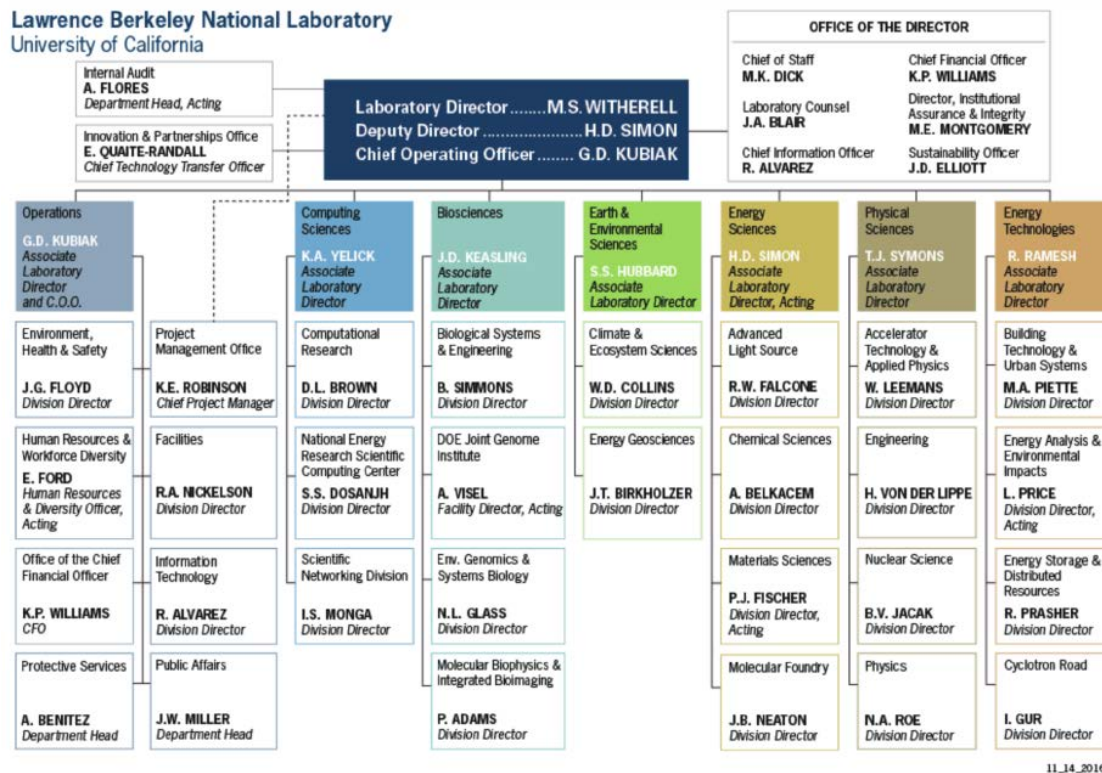 Lawrence Berkeley National Laboratory
University of California
Internal Audit
A. FLORES
Department Head, Acting
Innovation & Partnerships Office
E. QUAITE-RANDALL
Chief Technology Transfer Officer
Laboratory Director........M.S. WITHERELL
Deputy Director ......................H.D. SIMON
Chief Operating Officer........ G.D. KUBIAK
OFFICE OF THE DIRECTOR
Chief of Staff
M.K. DICK
Chief Financial Officer
K.P. WILLIAMS
Laboratory Counsel
J.A. BLAIR
Director, Institutional
Assurance & Integrity
M.E. MONTGOMERY
Chief Information Officer
R. ALVAREZ
Sustainability Officer
J.D. ELLIOTT
Operations
G.D. KUBIAK
Associate
Laboratory
Director
and C.O.O.
Computing
Sciences
K.A. YELICK
Associate
Laboratory
Director
Biosciences
J.D. KEASLING
Associate
Laboratory
Director
Earth &
Environmental
Sciences
S.S. HUBBARD
Associate
Laboratory Director
Energy
Sciences
H.D. SIMON
Associate
Laboratory
Director, Acting
Physical
Sciences
T.J. SYMONS
Associate
Laboratory
Director
Energy
Technologies
R. RAMESH
Associate
Laboratory
Director
Environment,
Health & Safety
J.G. FLOYD
Division Director
Project
Management Office
K.E. ROBINSON
Chief Project Manager
Computational
Research
D.L. BROWN
Division Director
Biological Systems
& Engineering
B. SIMMONS
Division Director
Climate &
Ecosystem Sciences
W.D. COLLINS
Division Director
Advanced
Light Source
R.W. FALCONE
Division Director
Accelerator
Technology &
Applied Physics
W. LEEMANS
Division Director
Building
Technology &
Urban Systems
M.A. PIETTE
Division Director
Human Resources &
Workforce Diversity
E. FORD
Human Resources
& Diversity Officer,
Acting
Facilities
R.A. NICKELSON
Division Director
National Energy
Research Scientific
Computing Center
S.S. DOSANJH
Division Director
DOE Joint Genome
Institute
A. VISEL
Facility Director, Acting
Energy Geosciences
J.T. BIRKHOLZER
Division Director
Chemical Sciences
A. BELKACEM
Division Director
Engineering
H. VON DER LIPPE
Division Director
Energy Analysis &
Environmental
Impacts
L. PRICE
Division Director,
Acting
Office of the Chief
Financial Officer
K.P. WILLIAMS
CFO
Information
Technology
R. ALVAREZ
Division Director
Scientific
Networking Division
I.S. MONGA
Division Director
Env. Genomics &
Systems Biology
N.L. GLASS
Division Director
Materials Sciences
P.J. FISCHER
Division Director,
Acting
Nuclear Science
B.V. JACAK
Division Director
Energy Storage &
Distributed
Resources
R. PRASHER
Division Director
Protective Services
A. BENITEZ
Department Head
Public Affairs
J.W. MILLER
Department Head
Molecular Biophysics &
Integrated Bioimaging
P. ADAMS
Division Director
Molecular Foundry
J.B. NEATON
Division Director
Physics
N.A. ROE
Division Director
Cyclotron Road
I. GUR
Division Director
11_14_2016